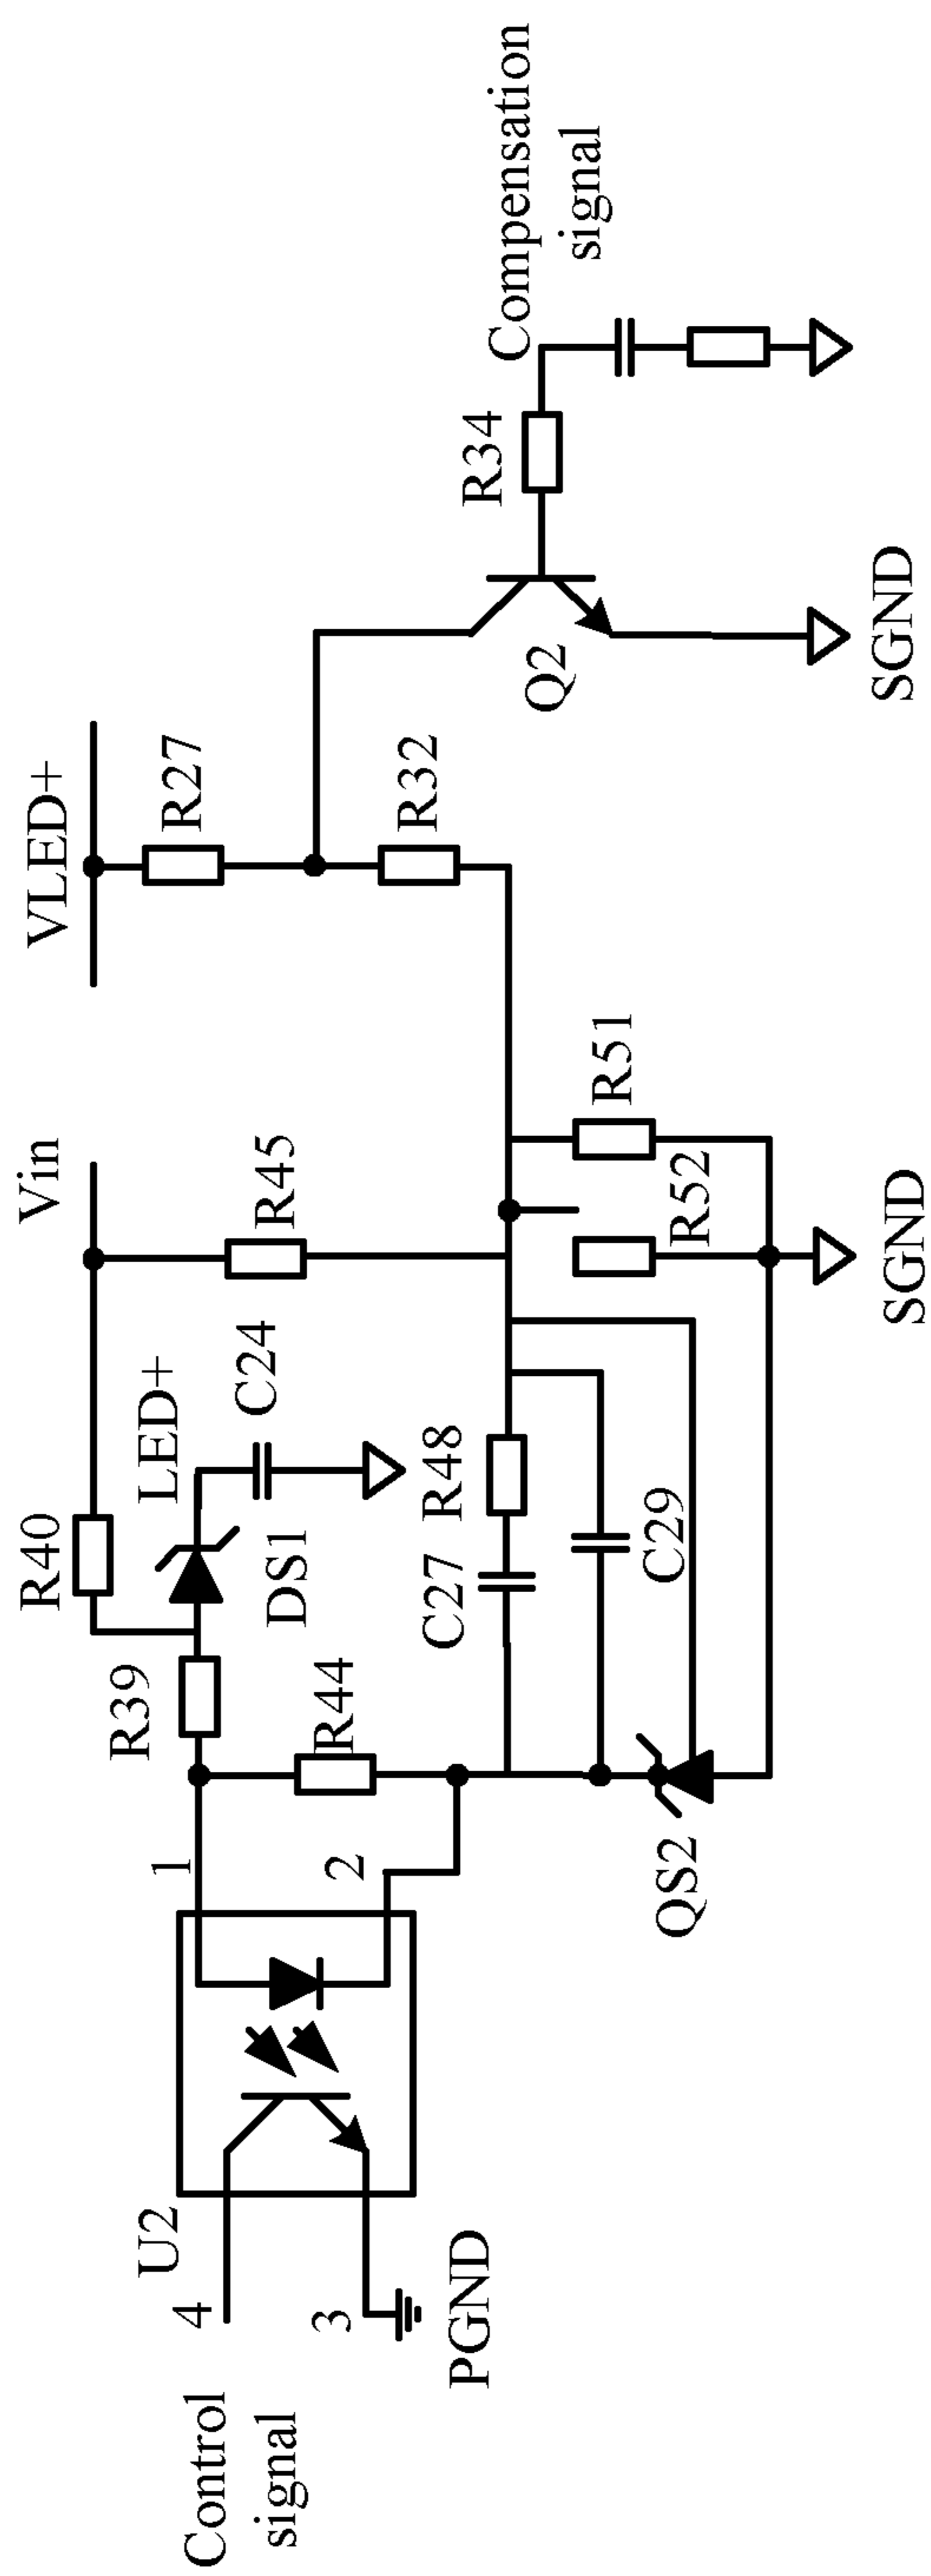 Control
signal
4
3
U2
PGND
1
2
R39
R44
QS2
R40
LED+
DS1
C24
C27
R48
C29
Vin
R45
R52
R51
SGND
VLED+
R27
R32
Q2
SGND
R34
Compensation
signal